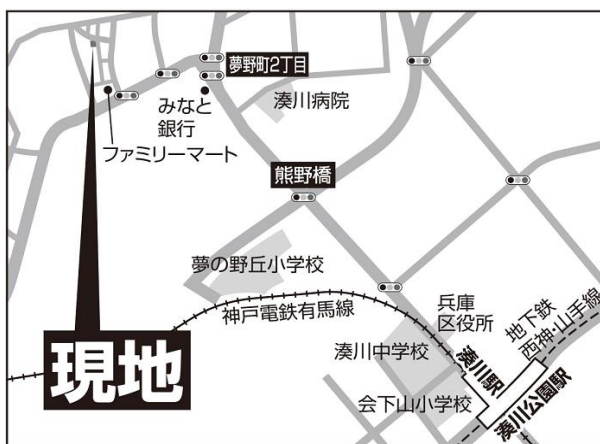 夢野町2丁目
みなと
銀行
湊川病院
ファミリーマート
熊野橋
夢の野丘小学校
神戸電鉄有馬線
兵庫
区役所
地下鉄
西神・山手線
湊川中学校
湊川駅
湊川公園駅
会下山小学校
現地